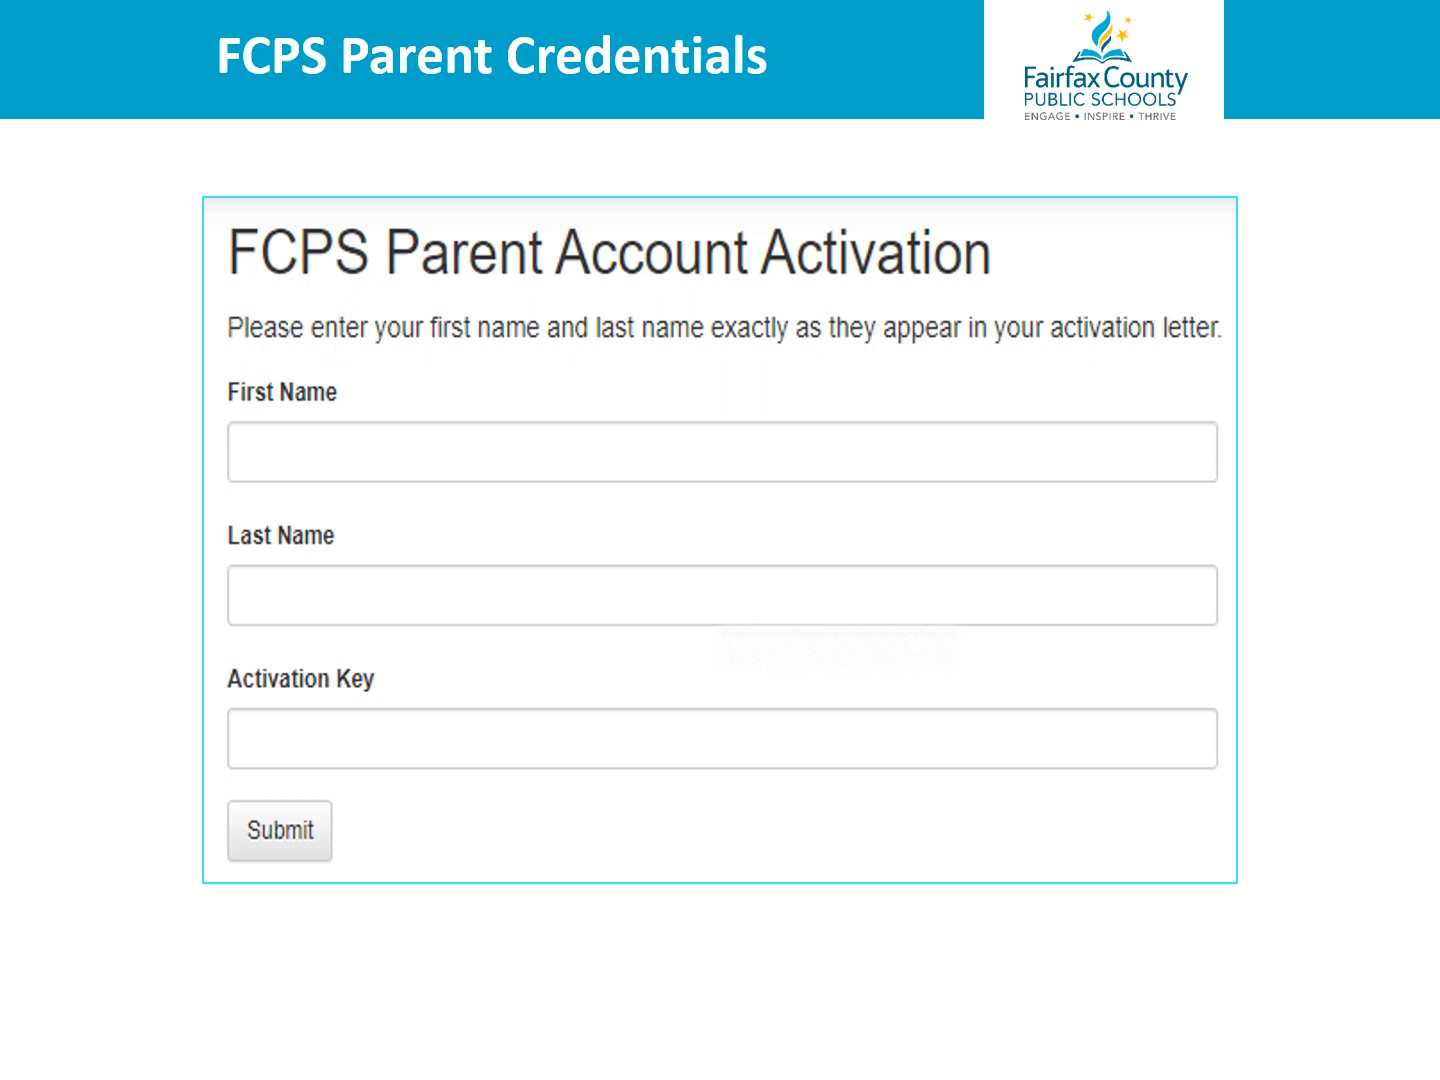 FCPS Parent Credentials
Fairfax County
PUBLIC SCHOOLS
ENGAGE • INSPIRE • THRIVE
FCPS Parent Account Activation
Please enter your first name and last name exactly as they appear in your activation letter.
First Name
Last Name
Activation Key
Submit